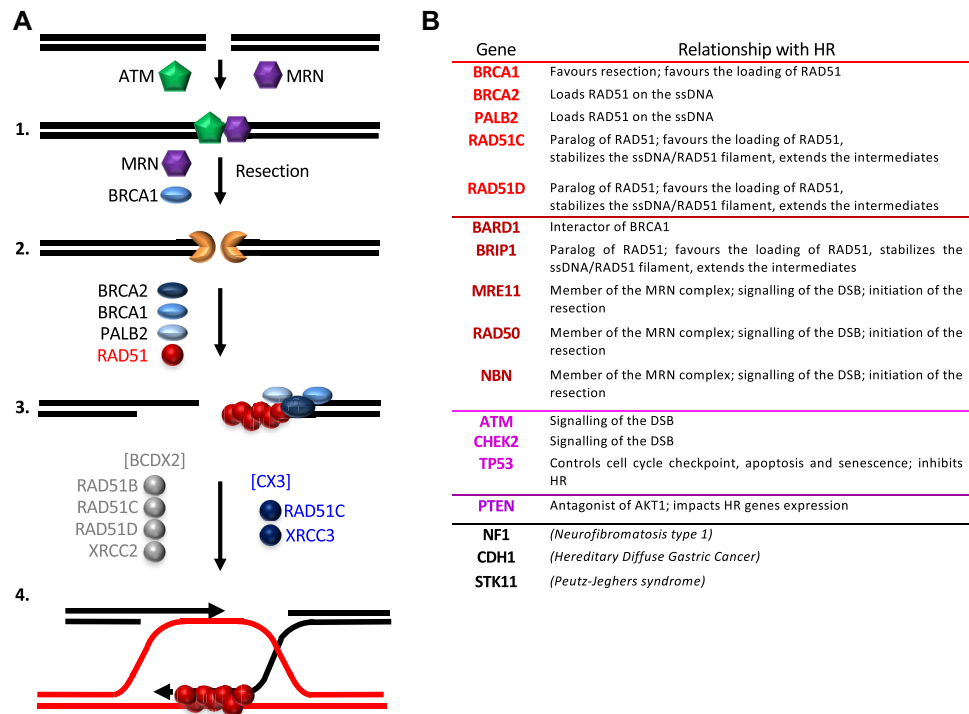 A
ATM
MRN
1.
MRN
BRCA1
Resection
2.
BRCA2
BRCA1
PALB2
RAD51
3.
[BCDX2]
RAD51B
RAD51C
RAD51D
XRCC2
[CX3]
RAD51C
XRCC3
4.
B
Gene Relationship with HR
BRCA1 Favours resection; favours the loading of RAD51
BRCA2 Loads RAD51 on the ssDNA
PALB2 Loads RAD51 on the ssDNA
RAD51C Paralog of RAD51; favours the loading of RAD51,
stabilizes the ssDNA/RAD51 filament, extends the intermediates
RAD51D Paralog of RAD51; favours the loading of RAD51,
stabilizes the ssDNA/RAD51 filament, extends the intermediates
BARD1 Interactor of BRCA1
BRIP1 Paralog of RAD51; favours the loading of RAD51, stabilizes the
ssDNA/RAD51 filament, extends the intermediates
MRE11 Member of the MRN complex; signalling of the DSB; initiation of the
resection
RAD50 Member of the MRN complex; signalling of the DSB; initiation of the
resection
NBN Member of the MRN complex; signalling of the DSB; initiation of the
resection
ATM Signalling of the DSB
CHEK2 Signalling of the DSB
TP53 Controls cell cycle checkpoint, apoptosis and senescence; inhibits
HR
PTEN Antagonist of AKT1; impacts HR genes expression
NF1 (Neurofibromatosis type 1)
CDH1 (Hereditary Diffuse Gastric Cancer)
STK11 (Peutz-Jeghers syndrome)